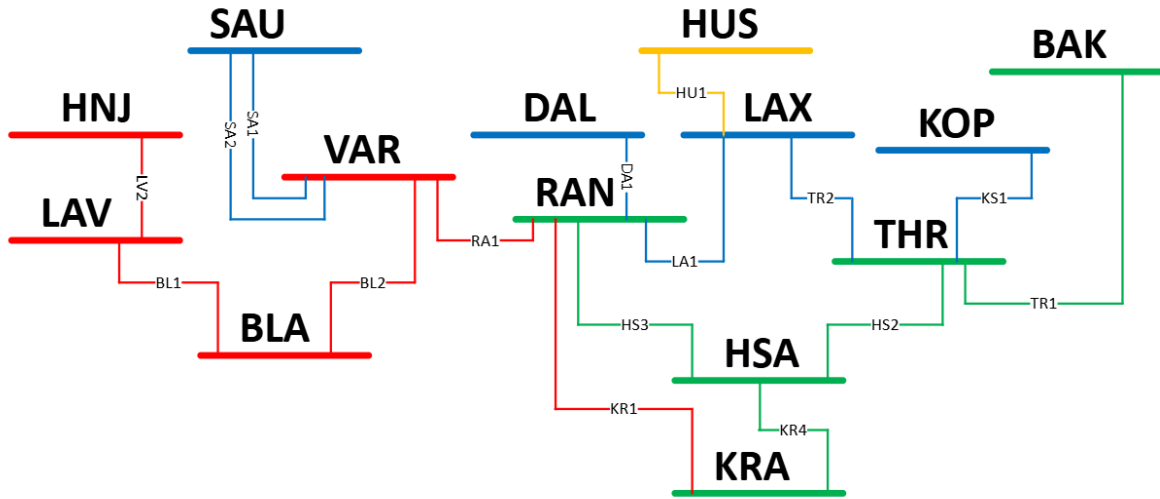 SAU
HUS
BAK
HNJ
DAL
LAX
KOP
HU1
SA1
SA2
VAR
LV2
DA1
RAN
TR2
KS1
LAV
THR
RA1
LA1
BL1
BL2
TR1
BLA
HS3
HS2
HSA
KR1
KR4
KRA